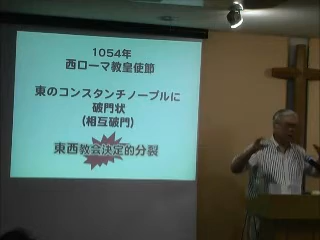 1054年
西ローマ教皇使節
東のコンスタンチノープルに
破門状
(相互破門)
東西教会決定的分裂